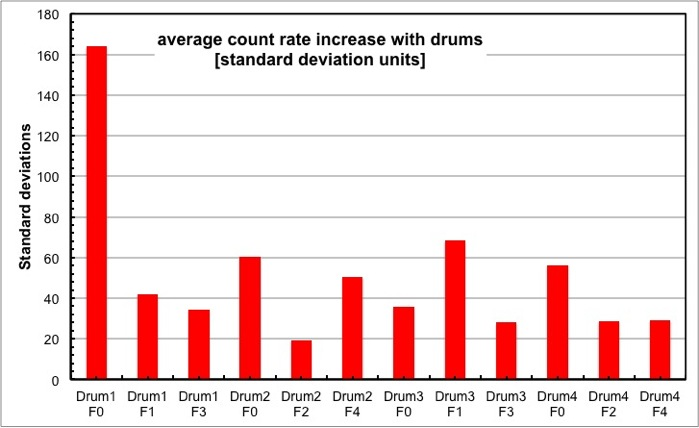 average count rate increase with drums
[standard deviation units]
Standard deviations
180
160
140
120
100
80
60
40
20
0
Drum1 Drum1 Drum1 Drum2 Drum2 Drum2 Drum3 Drum3 Drum3 Drum4 Drum4 Drum4
F0 F1 F3 F0 F2 F4 F0 F1 F3 F0 F2 F4